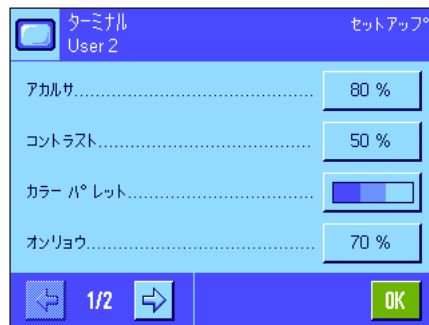 ターミナル
セットアップ
User 2
アカルサ........................................ 80 %
コントラスト.................................... 50 %
カラー パレット................................
オンリョウ...................................... 70 %
1/2
OK